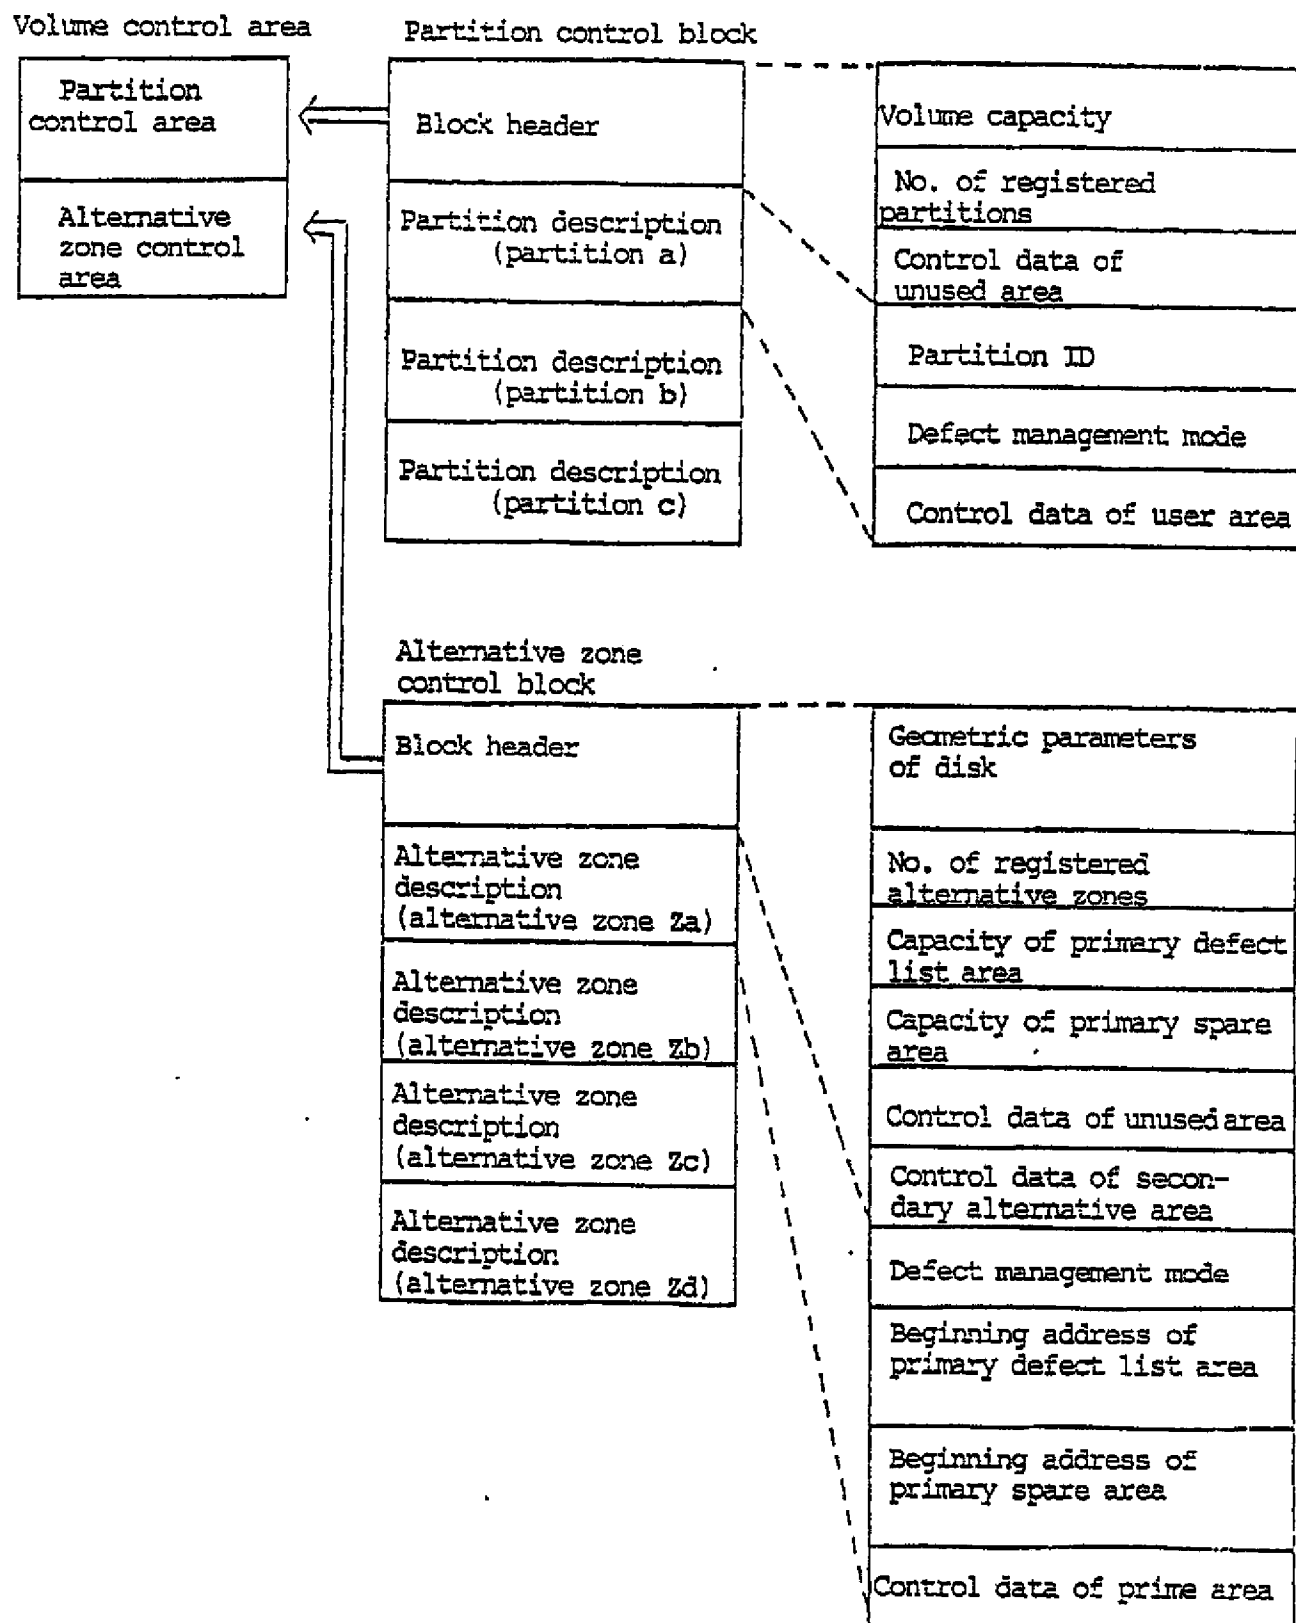 Volume control area
Partition
control area
Alternative
zone control
area
Partition control block
Block header
Partition description
(partition a)
Partition description
(partition b)
Partition description
(partition c)
Volume capacity
No. of registered
partitions
Control data of
unused area
Partition ID
Defect management mode
Control data of user area
Alternative zone
control block
Block header
Alternative zone
description
(alternative zone Za)
Alternative zone
description
(alternative zone Zb)
Alternative zone
description
(alternative zone Zc)
Alternative zone
description
(alternative zone Zd)
Geometric parameters
of disk
No. of registered
alternative zones
Capacity of primary defect
list area
Capacity of primary spare
area
Control data of unused area
Control data of secon-
dary alternative area
Defect management mode
Beginning address of
primary defect list area
Beginning address of
primary spare area
Control data of prime area